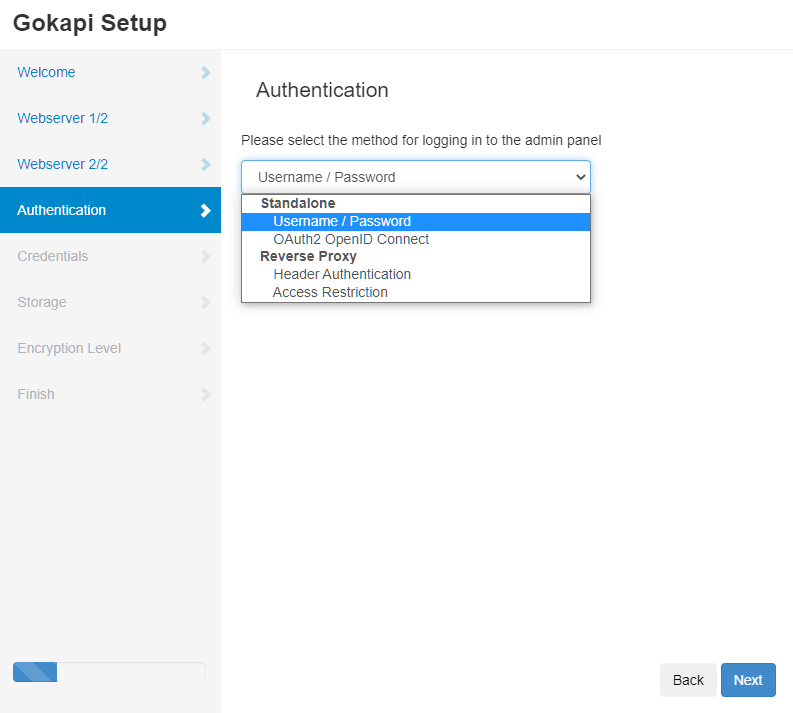 Gokapi Setup
Welcome
Webserver 1/2
Webserver 2/2
Authentication
Credentials
Storage
Encryption Level
Finish
Authentication
Please select the method for logging in to the admin panel
Username / Password
Standalone
Username / Password
OAuth2 OpenID Connect
Reverse Proxy
Header Authentication
Access Restriction
Back
Next